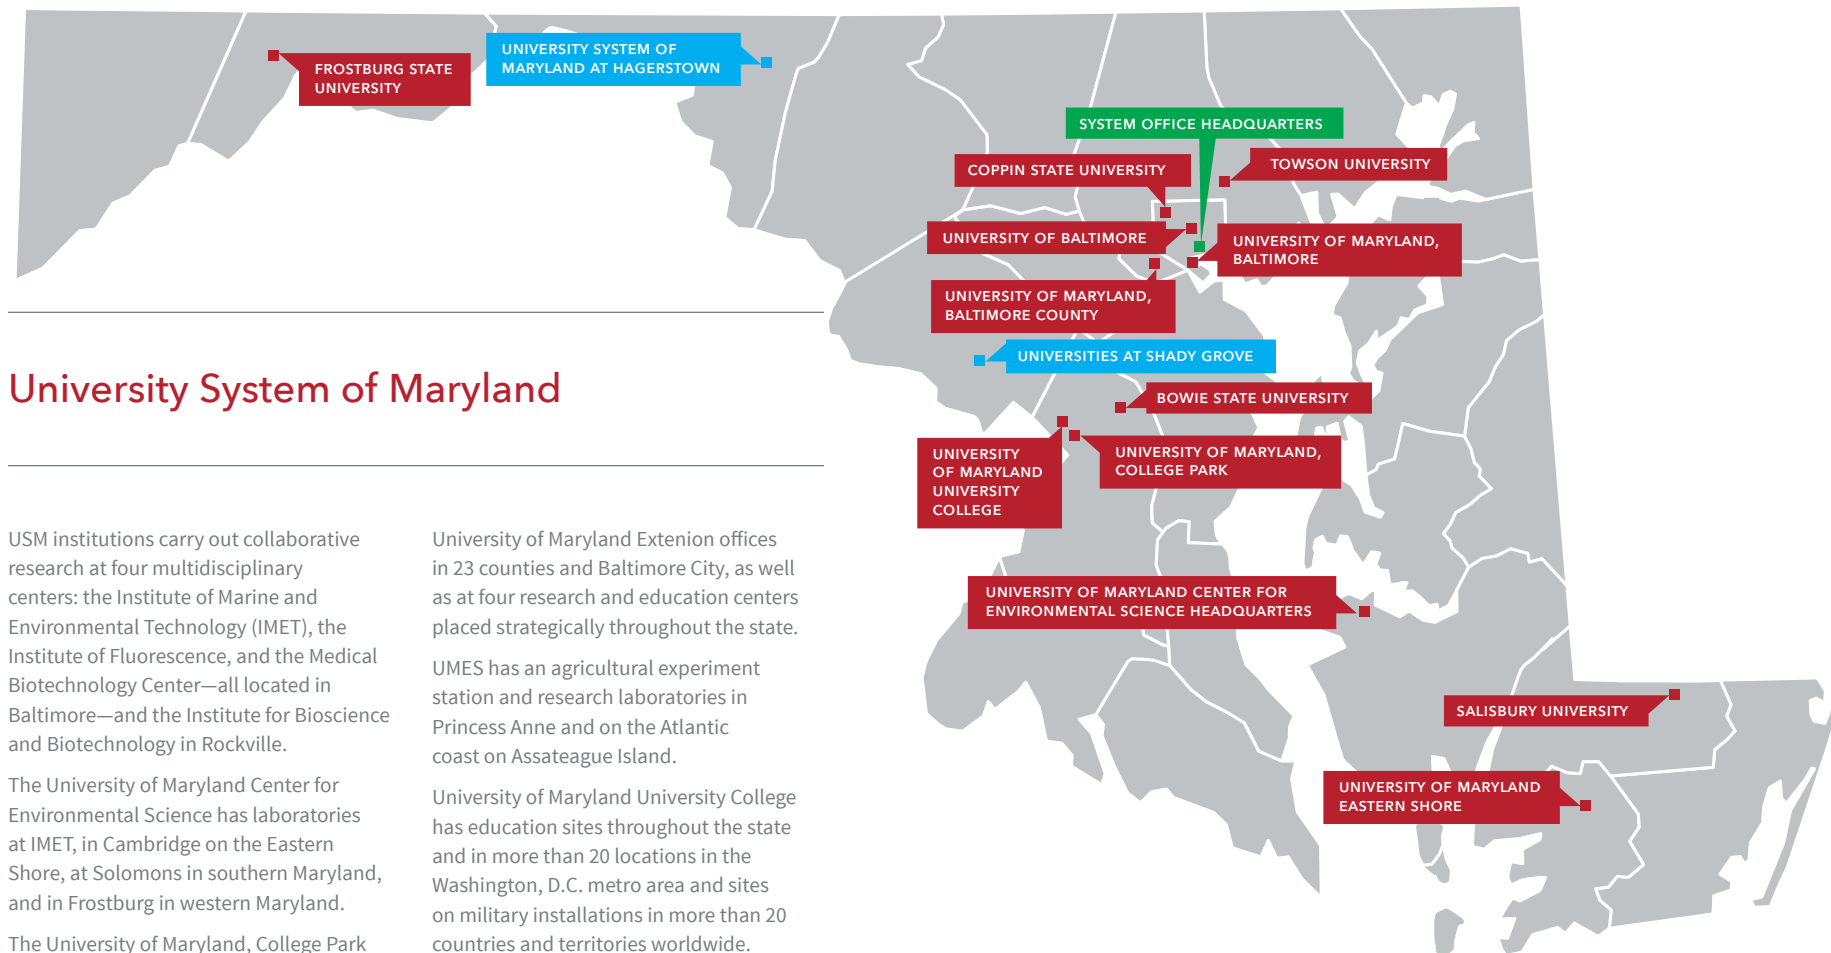 FROSTBURG STATE
UNIVERSITY
UNIVERSITY SYSTEM OF
MARYLAND AT HAGERSTOWN
SYSTEM OFFICE HEADQUARTERS
COPPIN STATE UNIVERSITY
TOWSON UNIVERSITY
UNIVERSITY OF BALTIMORE
UNIVERSITY OF MARYLAND,
BALTIMORE
UNIVERSITY OF MARYLAND,
BALTIMORE COUNTY
UNIVERSITIES AT SHADY GROVE
BOWIE STATE UNIVERSITY
UNIVERSITY
OF MARYLAND
UNIVERSITY
COLLEGE
UNIVERSITY OF MARYLAND,
COLLEGE PARK
UNIVERSITY OF MARYLAND CENTER FOR
ENVIRONMENTAL SCIENCE HEADQUARTERS
SALISBURY UNIVERSITY
UNIVERSITY OF MARYLAND
EASTERN SHORE
University System of Maryland
USM institutions carry out collaborative
research at four multidisciplinary
centers: the Institute of Marine and
Environmental Technology (IMET), the
Institute of Fluorescence, and the Medical
Biotechnology Center—all located in
Baltimore—and the Institute for Bioscience
and Biotechnology in Rockville.
The University of Maryland Center for
Environmental Science has laboratories
at IMET, in Cambridge on the Eastern
Shore, at Solomons in southern Maryland,
and in Frostburg in western Maryland.
The University of Maryland, College Park
University of Maryland Extenion offices
in 23 counties and Baltimore City, as well
as at four research and education centers
placed strategically throughout the state.
UMES has an agricultural experiment
station and research laboratories in
Princess Anne and on the Atlantic
coast on Assateague Island.
University of Maryland University College
has education sites throughout the state
and in more than 20 locations in the
Washington, D.C. metro area and sites
on military installations in more than 20
countries and territories worldwide.